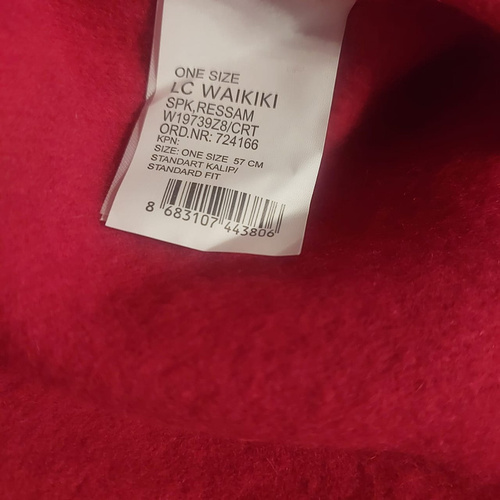 ONE SIZE
LC WAIKIKI
SPK,RESSAM
W19739Z8/CRT
ORD.NR: 724166
KPN:
SIZE: ONE SIZE 57 CM
STANDART KALIP/
STANDARD FIT
8 683107 443806